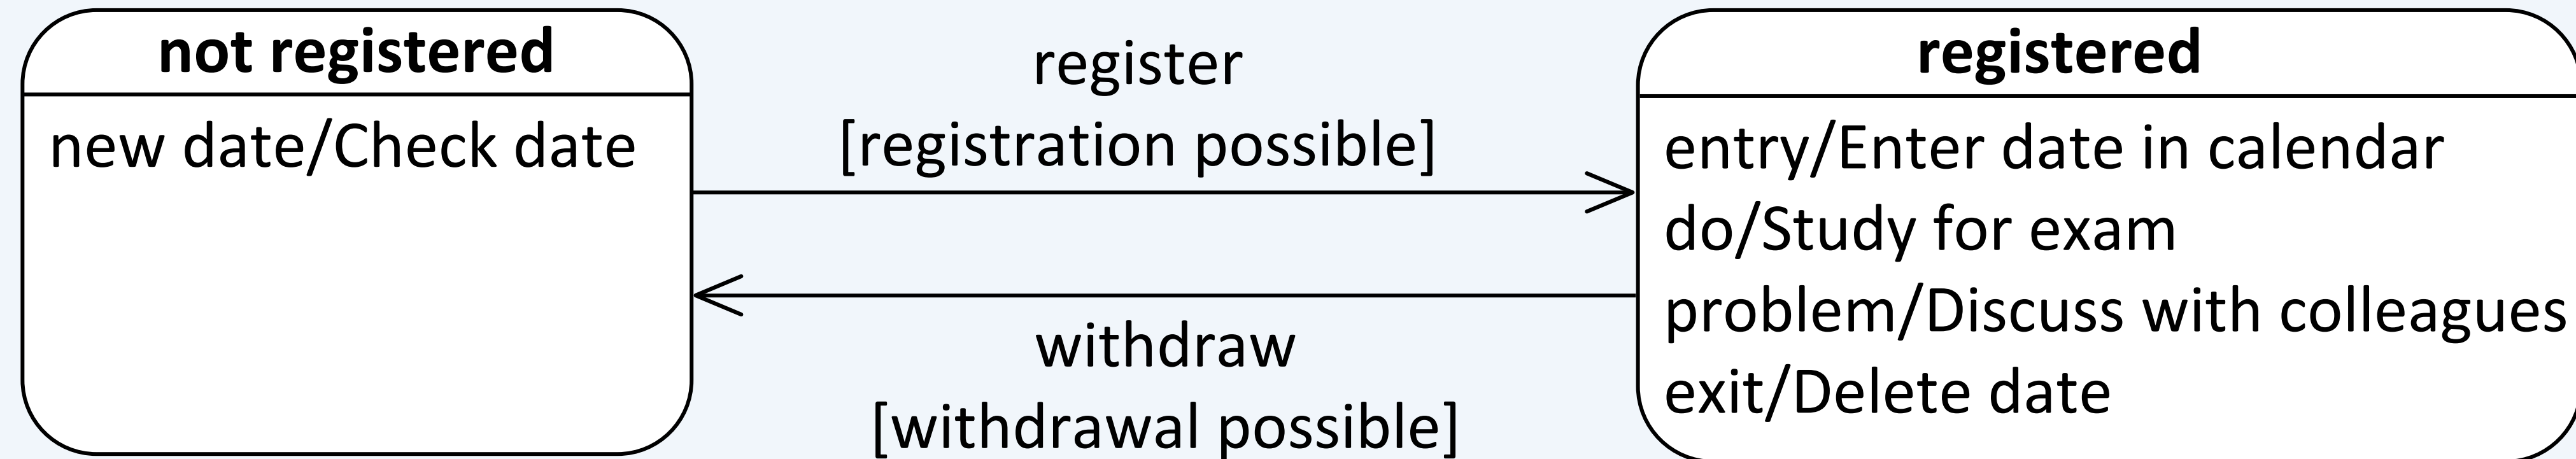 not registered
new date/Check date
register
[registration possible]
withdraw
[withdrawal possible]
registered
entry/Enter date in calendar
do/Study for exam
problem/Discuss with colleagues
exit/Delete date